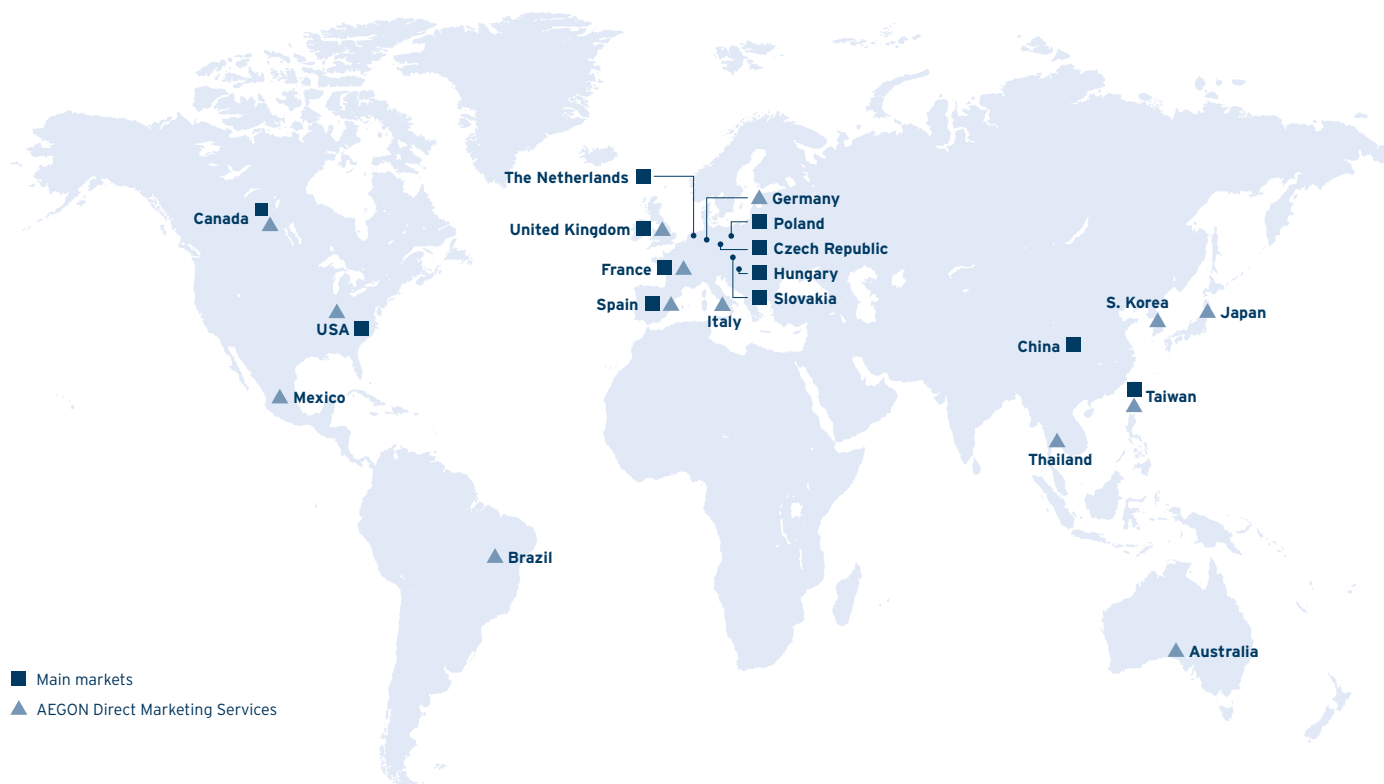 The Netherlands
Germany
Canada
Poland
United Kingdom
Czech Republic
France
Hungary
Spain
Slovakia
Italy
S. Korea
Japan
USA
China
Mexico
Taiwan
Thailand
Brazil
Australia
Main markets
AEGON Direct Marketing Services